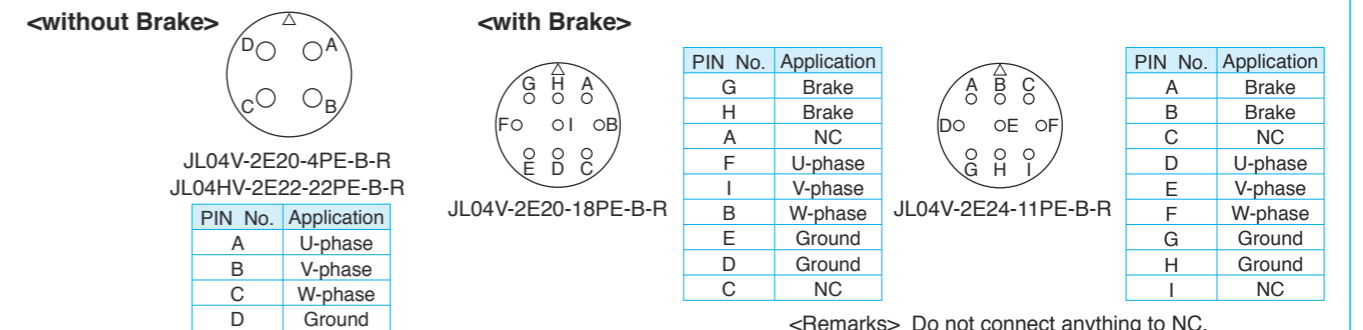 <without Brake>
D A
C B
JL04V-2E20-4PE-B-R
JL04HV-2E22-22PE-B-R
PIN No. Application
A U-phase
B V-phase
C W-phase
D Ground
<with Brake>
G H A
F I B
E D C
JL04V-2E20-18PE-B-R
PIN No. Application
G Brake
H Brake
A NC
F U-phase
I V-phase
B W-phase
E Ground
D Ground
C NC
A B C
D E F
G H I
JL04V-2E24-11PE-B-R
PIN No. Application
A Brake
B Brake
C NC
D U-phase
E V-phase
F W-phase
G Ground
H Ground
I NC
<Remarks> Do not connect anything to NC.